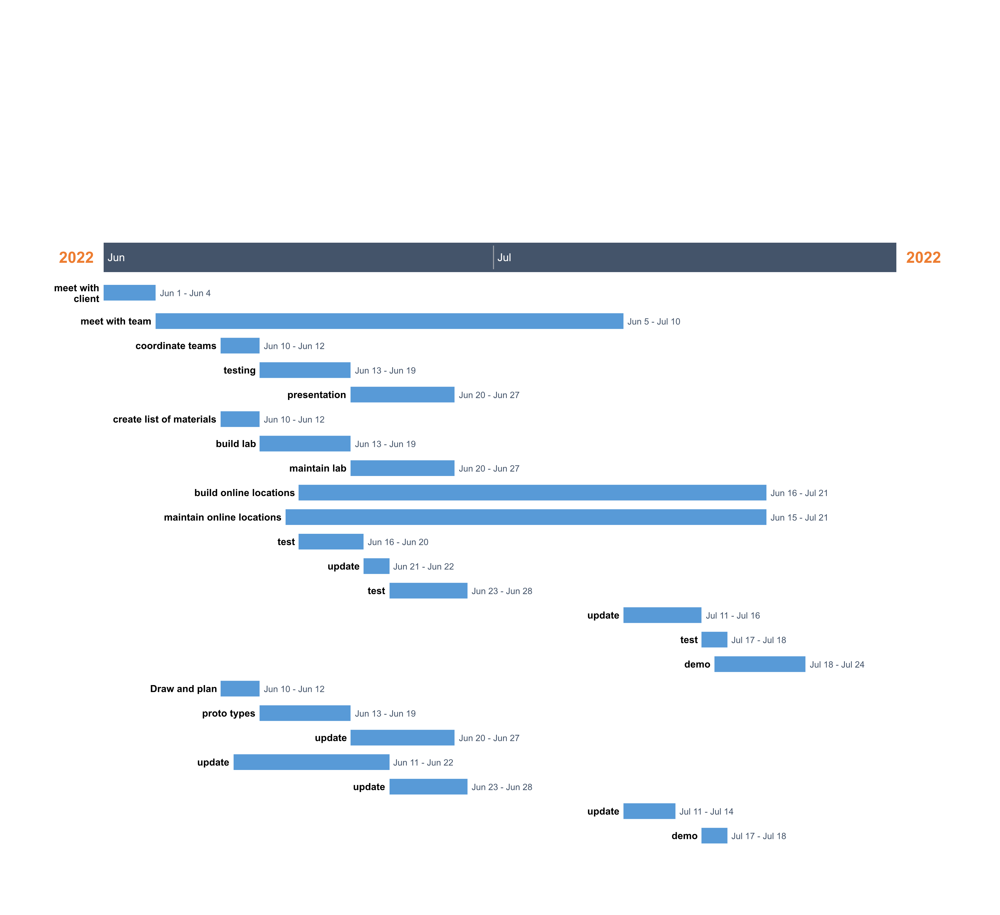 2022 Jun Jul 2022
meet with
client
Jun 1 - Jun 4
meet with team Jun 5 - Jul 10
coordinate teams Jun 10 - Jun 12
testing Jun 13 - Jun 19
presentation Jun 20 - Jun 27
create list of materials Jun 10 - Jun 12
build lab Jun 13 - Jun 19
maintain lab Jun 20 - Jun 27
build online locations Jun 16 - Jul 21
maintain online locations Jun 15 - Jul 21
test Jun 16 - Jun 20
update Jun 21 - Jun 22
test Jun 23 - Jun 28
update Jul 11 - Jul 16
test Jul 17 - Jul 18
demo Jul 18 - Jul 24
Draw and plan Jun 10 - Jun 12
proto types Jun 13 - Jun 19
update Jun 20 - Jun 27
update Jun 11 - Jun 22
update Jun 23 - Jun 28
update Jul 11 - Jul 14
demo Jul 17 - Jul 18